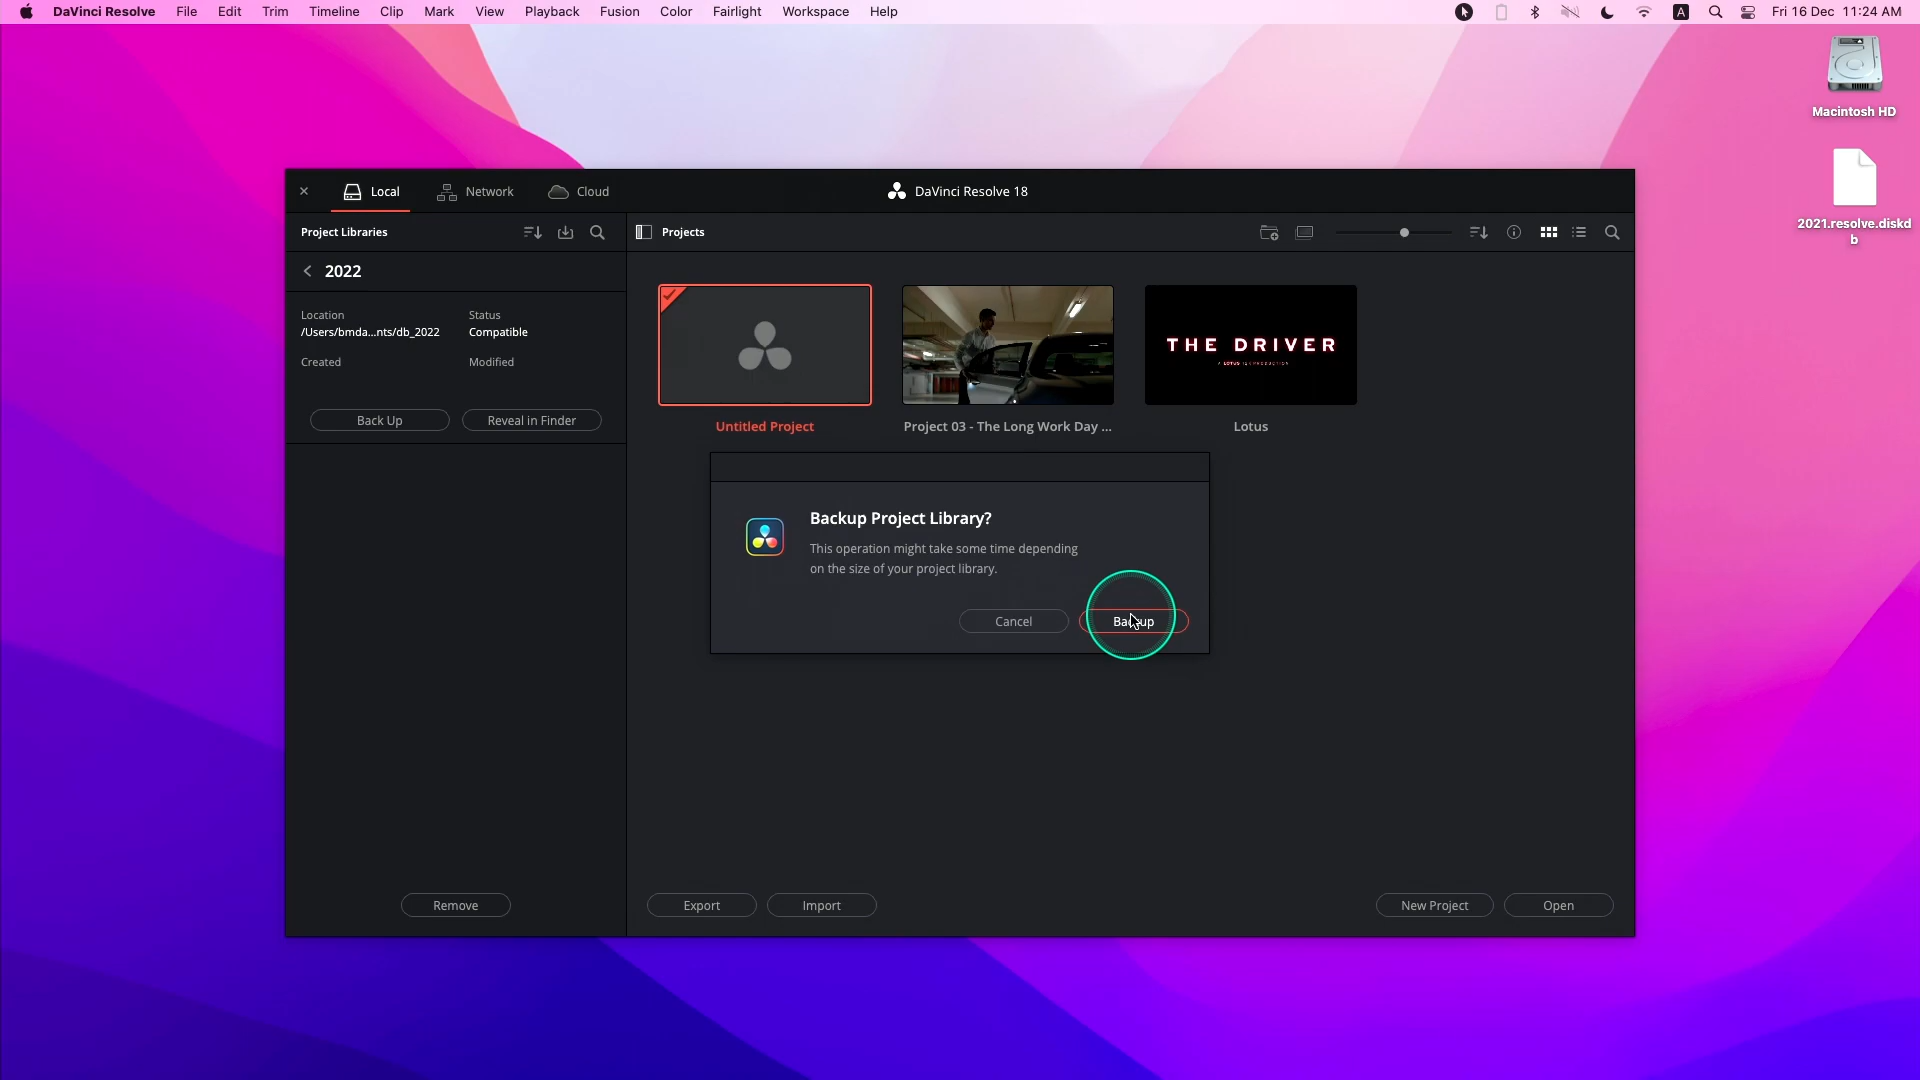 DaVinci Resolve File Edit Trim Timeline Clip Mark View Playback Fusion Color Fairlight Workspace Help A Fri 16 Dec 11:24 AM
Macintosh HD
2021.resolve.diskd
b
Local Network Cloud DaVinci Resolve 18
Project Libraries Projects
2022
Location Status
/Users/bmda...nts/db_2022 Compatible
Created Modified
Back Up Reveal in Finder
THE DRIVER
Untitled Project Project 03 - The Long Work Day ... Lotus
Backup Project Library?
This operation might take some time depending
on the size of your project library.
Cancel Backup
Remove Export Import New Project Open